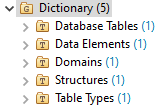 Dictionary (5)
Database Tables (1)
Data Elements (1)
Domains (1)
Structures (1)
Table Types (1)